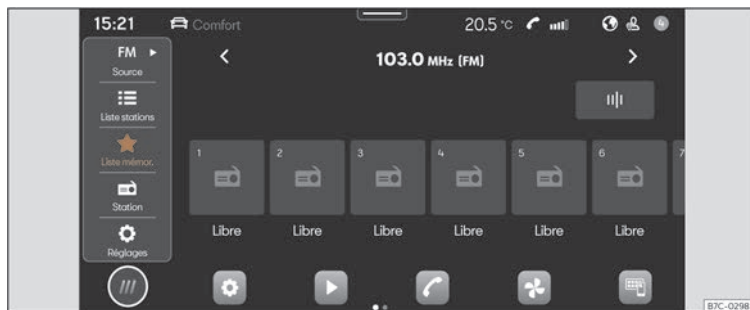 15:21 Comfort 20.5 °C 4
FM
Source
Liste stations
Liste mémor.
Station
Réglages
103.0 MHz (FM)
1 2 3 4 5 6 7
Libre Libre Libre Libre Libre Libre
B7C-0298